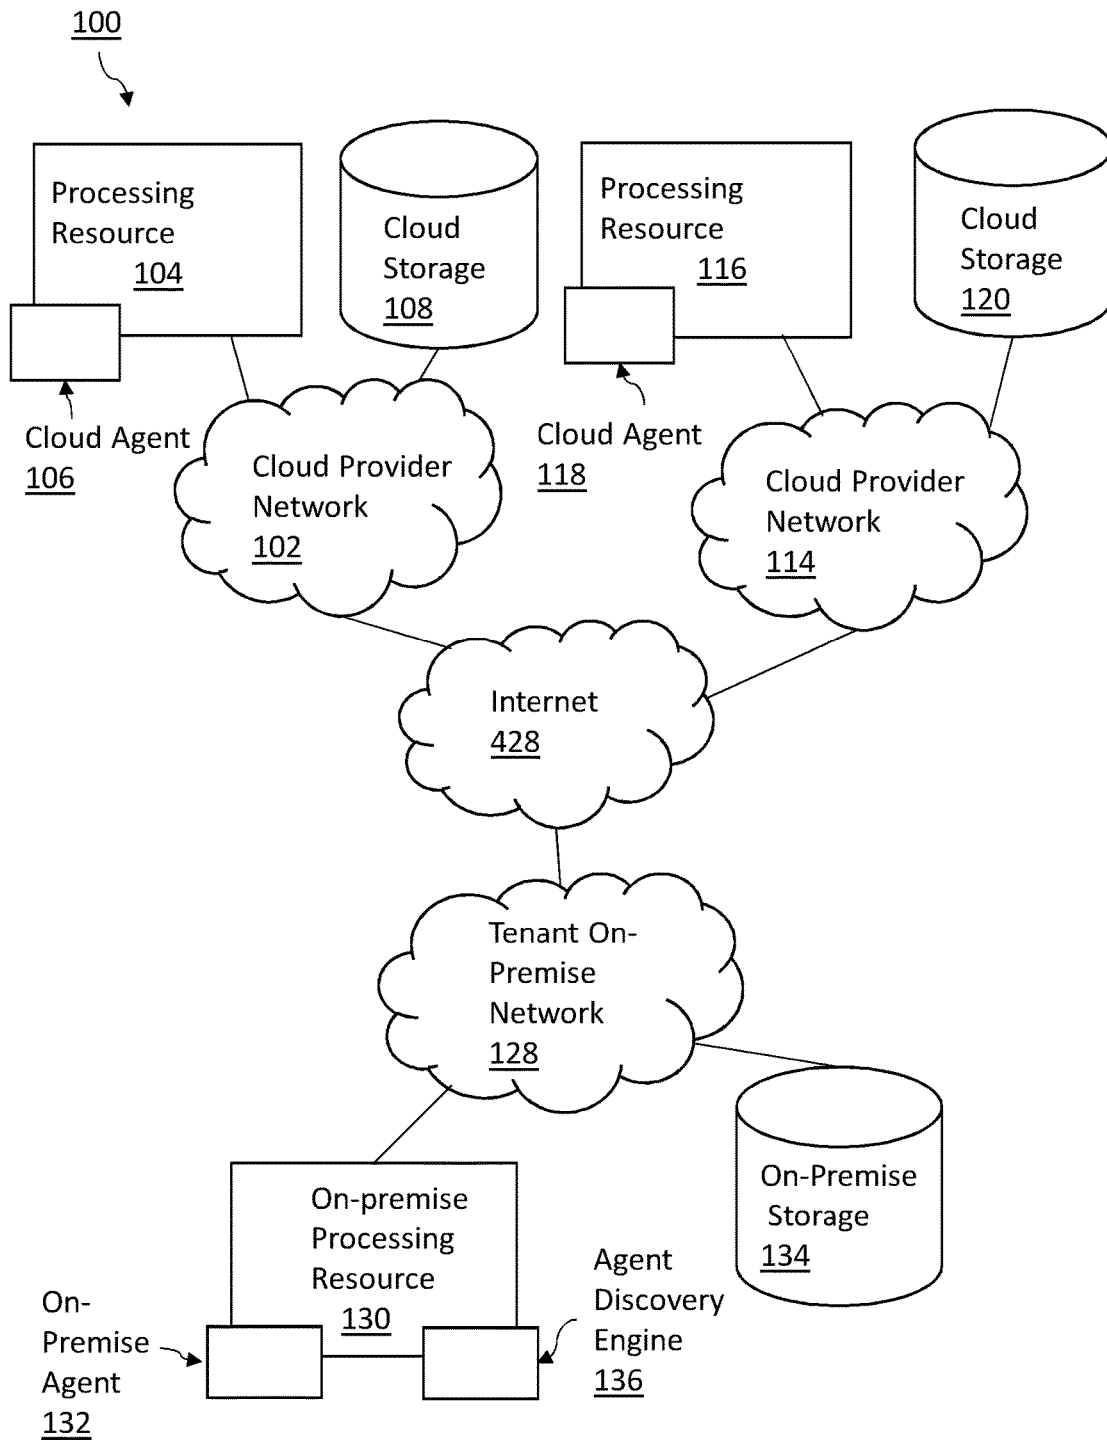 100
Processing
Resource
104
Cloud
Storage
108
Processing
Resource
116
Cloud
Storage
120
Cloud Agent
106
Cloud Agent
118
Cloud Provider
Network
102
Cloud Provider
Network
114
Internet
428
Tenant On-
Premise
Network
128
On-premise
Processing
Resource
130
On-Premise
Storage
134
On-
Premise
Agent
132
Agent
Discovery
Engine
136